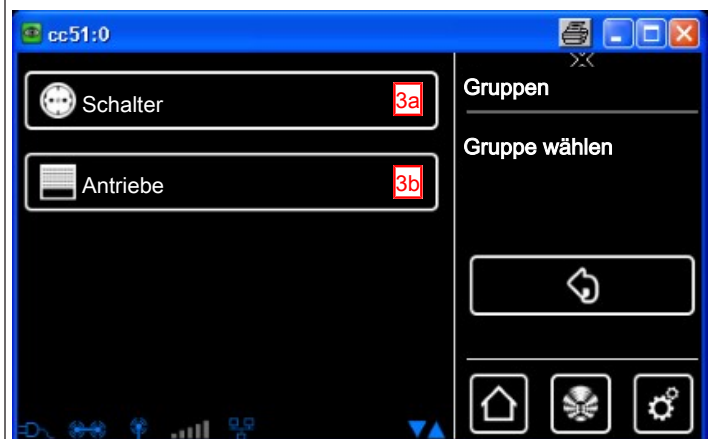 cc51:0
Schalter 3a
Antriebe 3b
Gruppen
Gruppe wählen